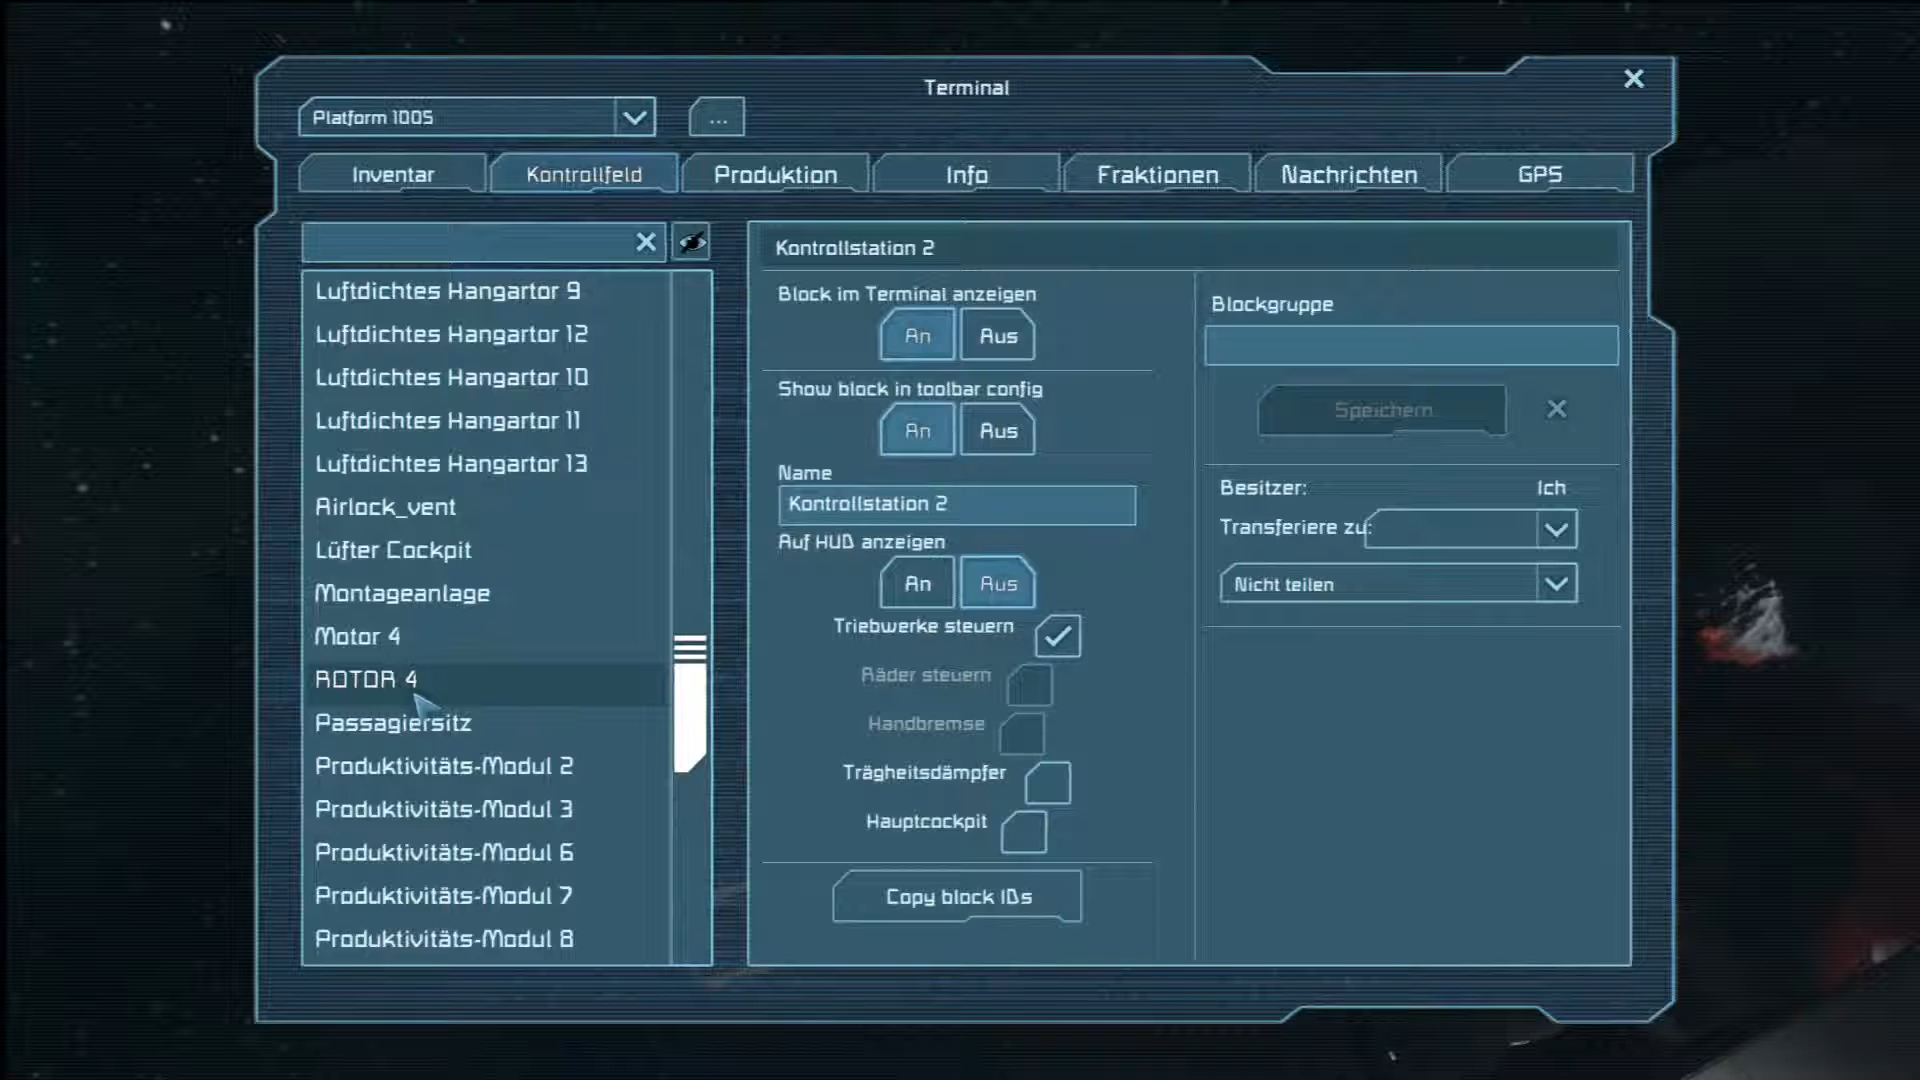 Terminal
Platform 1005
...
Inventar
Kontrollfeld
Produktion
Info
Fraktionen
Nachrichten
GPS
Luftdichtes Hangartor 9
Luftdichtes Hangartor 12
Luftdichtes Hangartor 10
Luftdichtes Hangartor 11
Luftdichtes Hangartor 13
Airlock_vent
Lüfter Cockpit
Montageanlage
Motor 4
ROTOR 4
Passagiersitz
Produktivitäts-Modul 2
Produktivitäts-Modul 3
Produktivitäts-Modul 6
Produktivitäts-Modul 7
Produktivitäts-Modul 8
Kontrollstation 2
Block im Terminal anzeigen
An Aus
Show block in toolbar config
An Aus
Name
Kontrollstation 2
Auf HUD anzeigen
An Aus
Triebwerke steuern
Räder steuern
Handbremse
Trägheitsdämpfer
Hauptcockpit
Copy block IDs
Blockgruppe
Speichern
Besitzer: Ich
Transferiere zu:
Nicht teilen